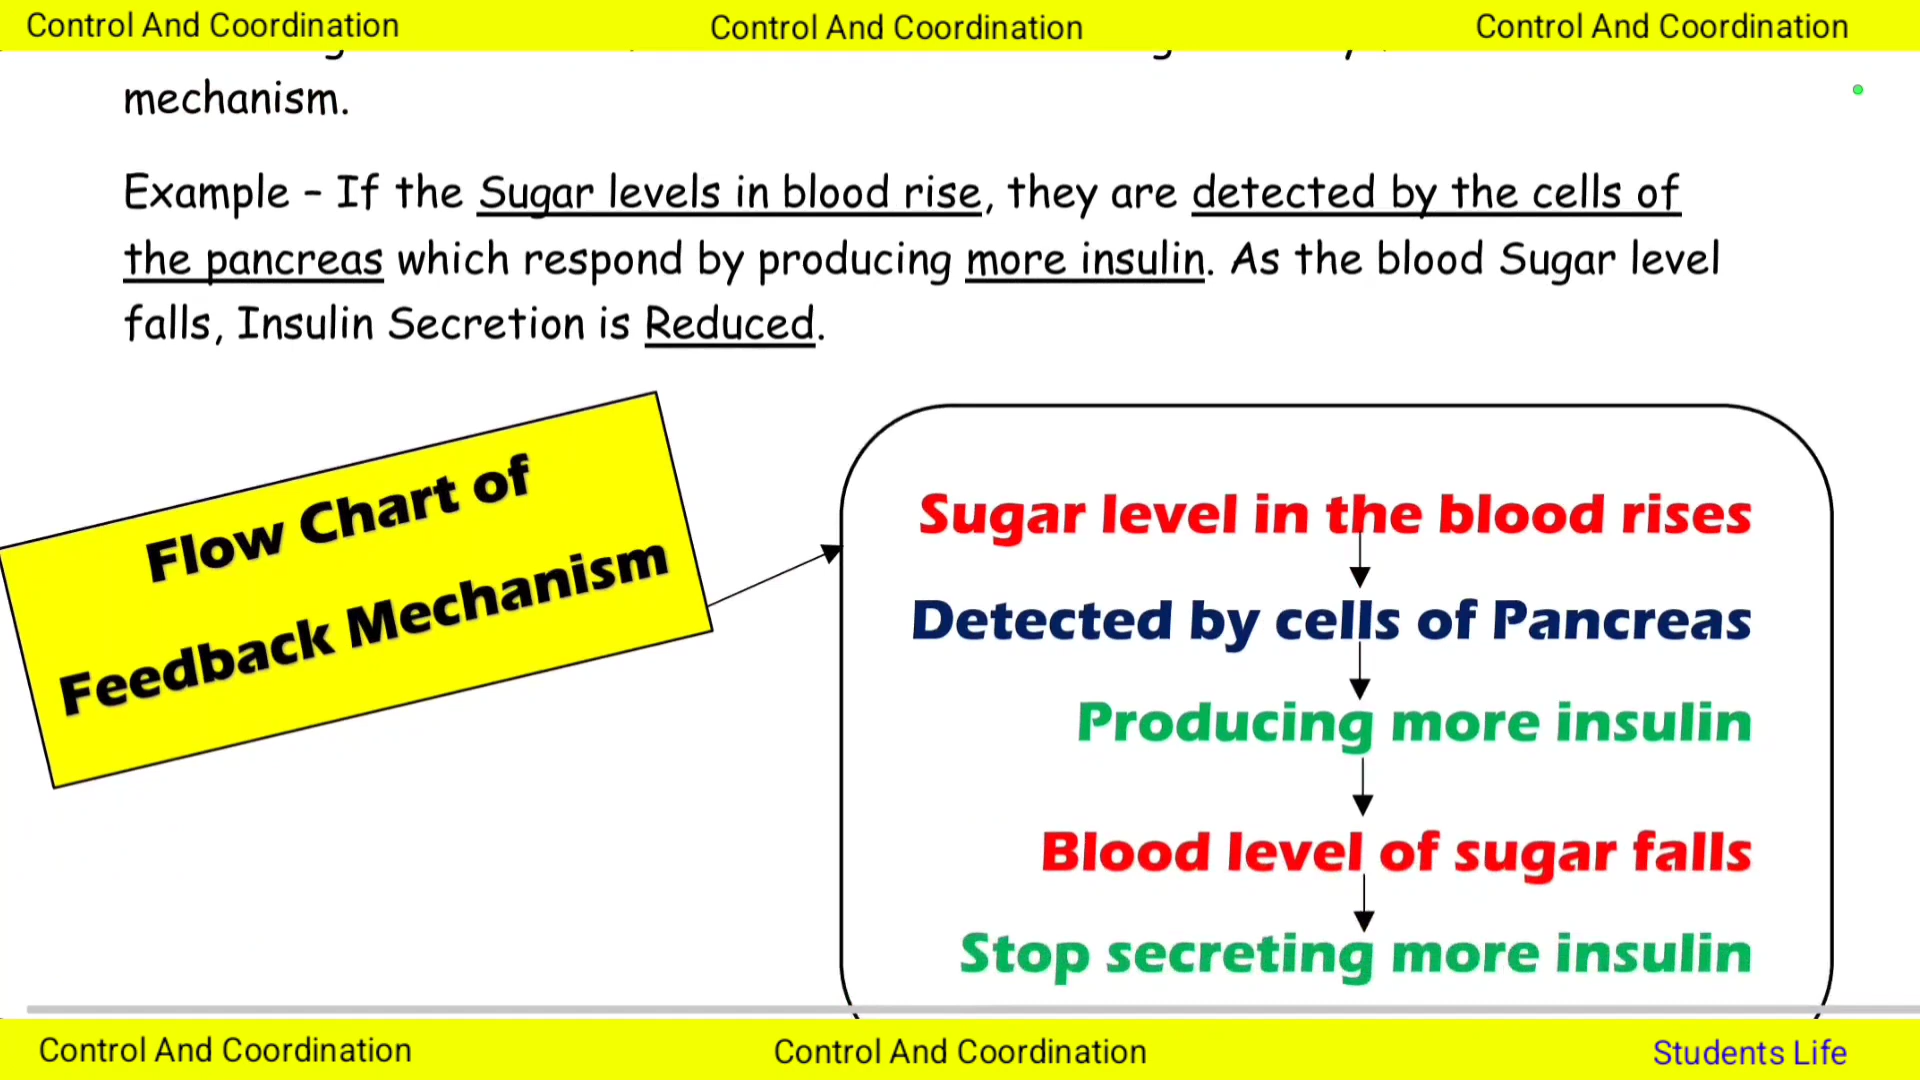 Control And Coordination Control And Coordination Control And Coordination
mechanism.
Example – If the Sugar levels in blood rise, they are detected by the cells of
the pancreas which respond by producing more insulin. As the blood Sugar level
falls, Insulin Secretion is Reduced.
Flow Chart of
Feedback Mechanism
Sugar level in the blood rises
Detected by cells of Pancreas
Producing more insulin
Blood level of sugar falls
Stop secreting more insulin
Control And Coordination Control And Coordination Students Life